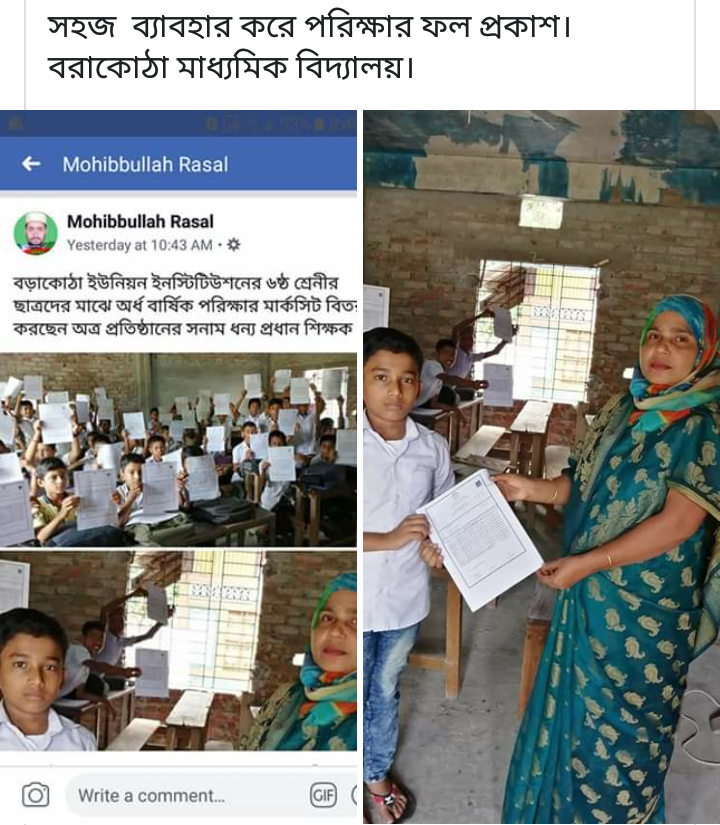 সহজ ব্যাবহার করে পরিক্ষার ফল প্রকাশ।
বরাকোঠা মাধ্যমিক বিদ্যালয়।
Mohibbullah Rasal
Mohibbullah Rasal
Yesterday at 10:43 AM
বড়াকোঠা ইউনিয়ন ইনস্টিটিউশনের ৬ষ্ঠ শ্রেনীর
ছাত্রদের মাঝে অর্ধ বার্ষিক পরিক্ষার মার্কসিট বিত
করছেন অত্র প্রতিষ্ঠানের সনাম ধন্য প্রধান শিক্ষক
Write a comment...
GIF